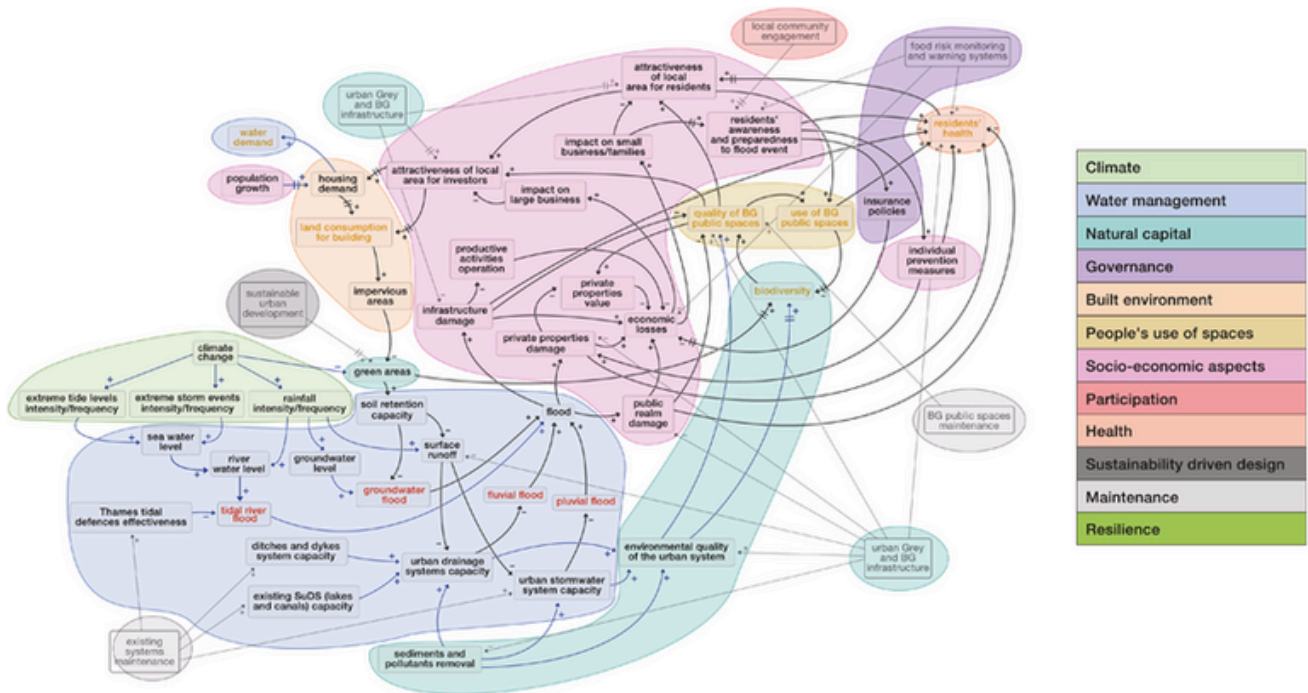 local community
engagement
food risk monitoring
and warning systems
attractiveness
of local
area for residents
urban Grey
and BG
infrastructure
residents'
awareness
and preparedness
to flood event
residents'
health
water
demand
impact on small
business/families
population
growth
housing
demand
attractiveness of local
area for investors
impact on
large business
insurance
policies
quality of BG
public spaces
use of BG
public spaces
land consumption
for building
productive
activities
operation
individual
prevention
measures
private
properties
value
biodiversity
sustainable
urban
development
impervious
areas
infrastructure
damage
economic
losses
private properties
damage
climate
change
green areas
extreme tide levels
intensity/frequency
extreme storm events
intensity/frequency
rainfall
intensity/frequency
soil retention
capacity
flood
public
realm
damage
BG public spaces
maintenance
sea water
level
river
water level
groundwater
level
surface
runoff
groundwater
flood
fluvial flood
pluvial flood
Thames tidal
defences effectiveness
tidal river
flood
ditches and dykes
system capacity
urban drainage
systems capacity
environmental quality
of the urban system
urban Grey
and BG
infrastructure
existing SuOS (lakes
and canals) capacity
urban stormwater
system capacity
existing
systems
maintenance
sediments and
pollutants removal
Climate
Water management
Natural capital
Governance
Built environment
People's use of spaces
Socio-economic aspects
Participation
Health
Sustainability driven design
Maintenance
Resilience